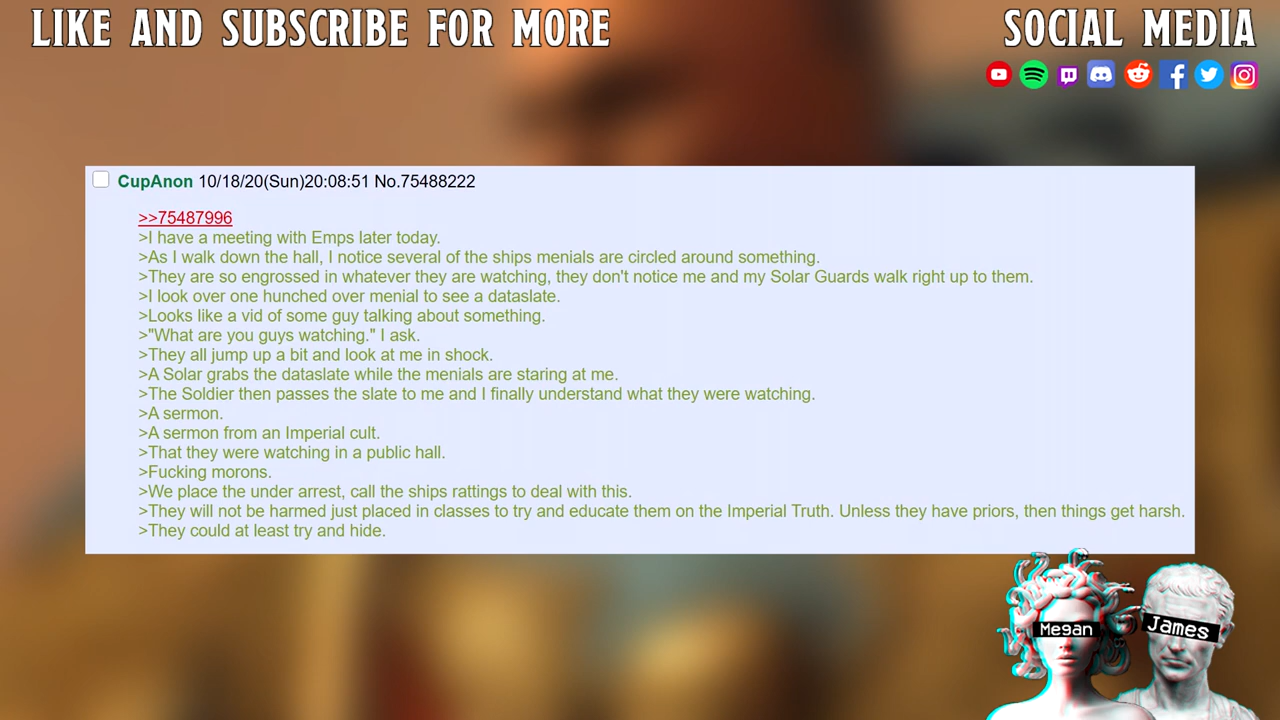 LIKE AND SUBSCRIBE FOR MORE
SOCIAL MEDIA
CupAnon 10/18/20(Sun)20:08:51 No.75488222
>>75487996
>I have a meeting with Emps later today.
>As I walk down the hall, I notice several of the ships menials are circled around something.
>They are so engrossed in whatever they are watching, they don't notice me and my Solar Guards walk right up to them.
>I look over one hunched over menial to see a dataslate.
>Looks like a vid of some guy talking about something.
>"What are you guys watching." I ask.
>They all jump up a bit and look at me in shock.
>A Solar grabs the dataslate while the menials are staring at me.
>The Soldier then passes the slate to me and I finally understand what they were watching.
>A sermon.
>A sermon from an Imperial cult.
>That they were watching in a public hall.
>Fucking morons.
>We place the under arrest, call the ships rattings to deal with this.
>They will not be harmed just placed in classes to try and educate them on the Imperial Truth. Unless they have priors, then things get harsh.
>They could at least try and hide.
Megan
James